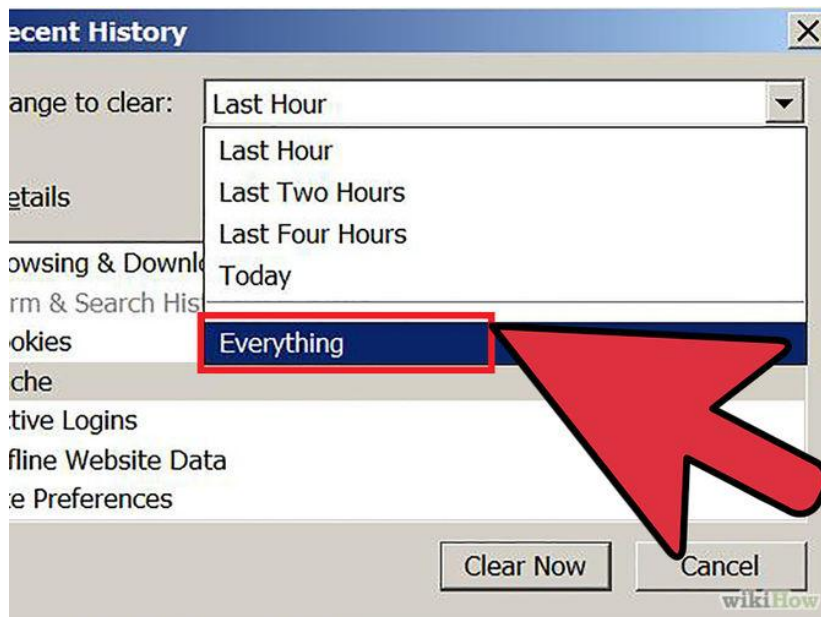 ecent History
ange to clear: Last Hour
Last Hour
Last Two Hours
etails
Last Four Hours
Today
owsing & Downl
rm & Search His
Everything
okies
che
tive Logins
fline Website Data
te Preferences
Clear Now Cancel
wikiHow